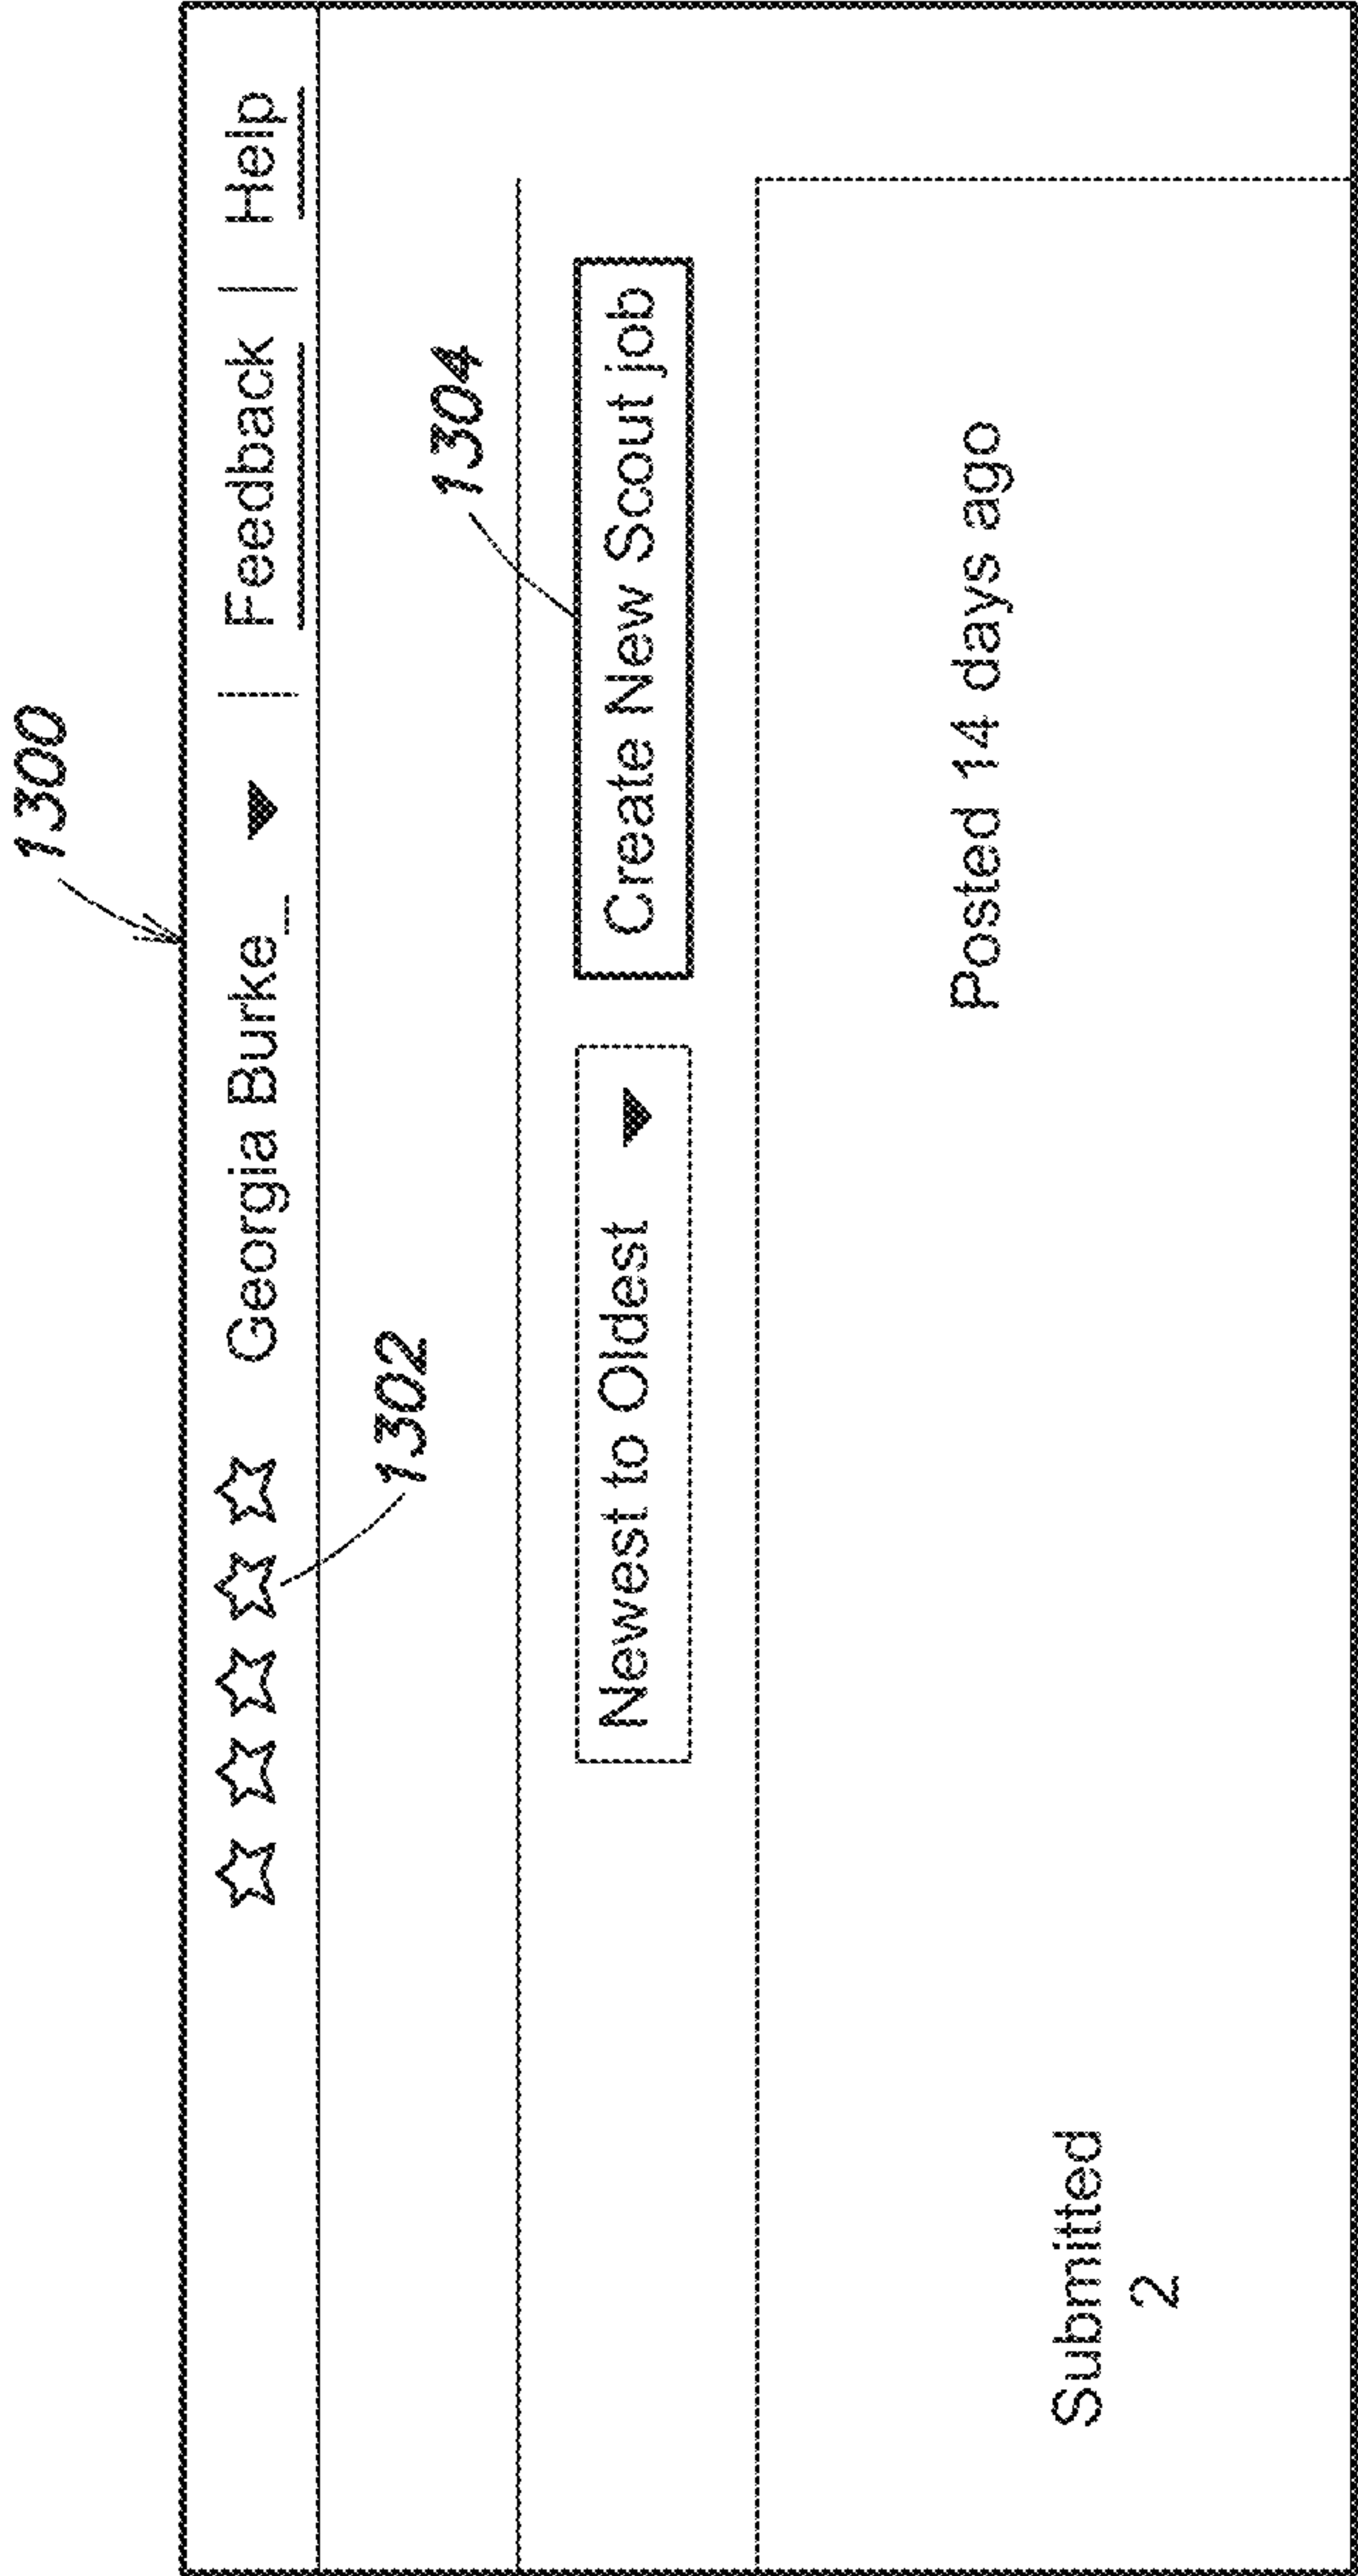 1300
Georgia Burke_ | Feedback | Help
1302
1304
Newest to Oldest
Create New Scout job
Posted 14 days ago
Submitted
2